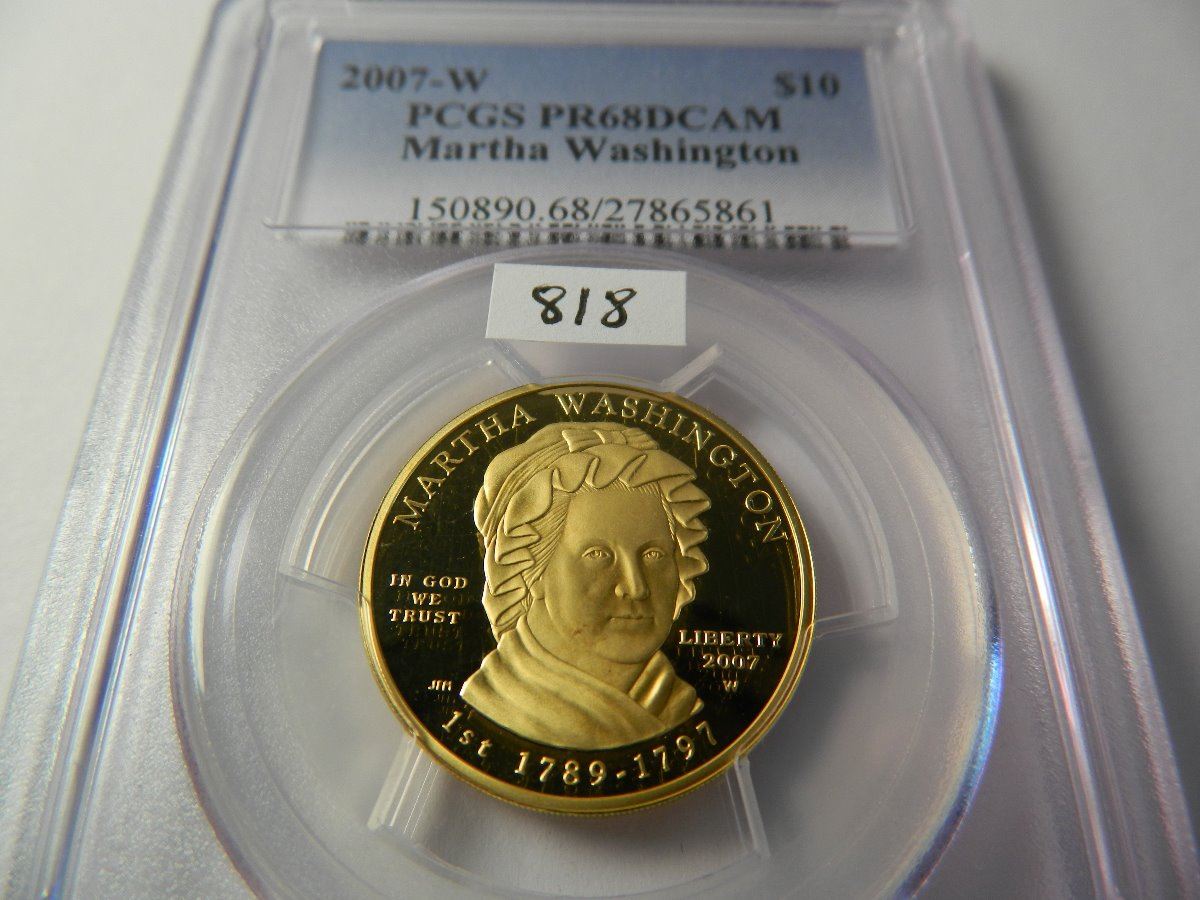 2007-W $10
PCGS PR68DCAM
Martha Washington
150890.68/27865861
818
MARTHA WASHINGTON
IN GOD
WE
TRUST
LIBERTY
2007
W
JFM
1st 1789-1797